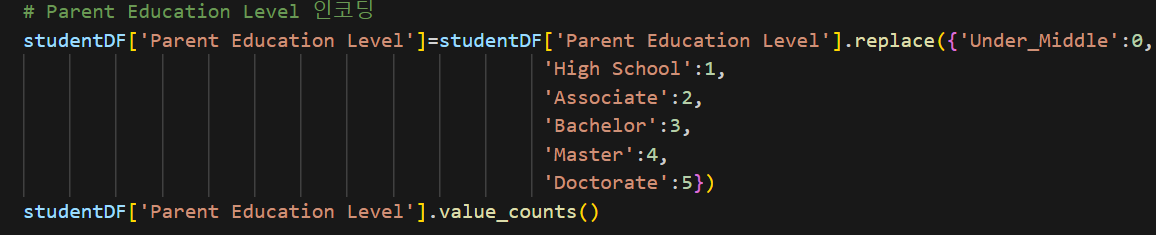 # Parent Education Level 인코딩
studentDF['Parent Education Level']=studentDF['Parent Education Level'].replace({'Under_Middle':0,
'High School':1,
'Associate':2,
'Bachelor':3,
'Master':4,
'Doctorate':5})
studentDF['Parent Education Level'].value_counts()